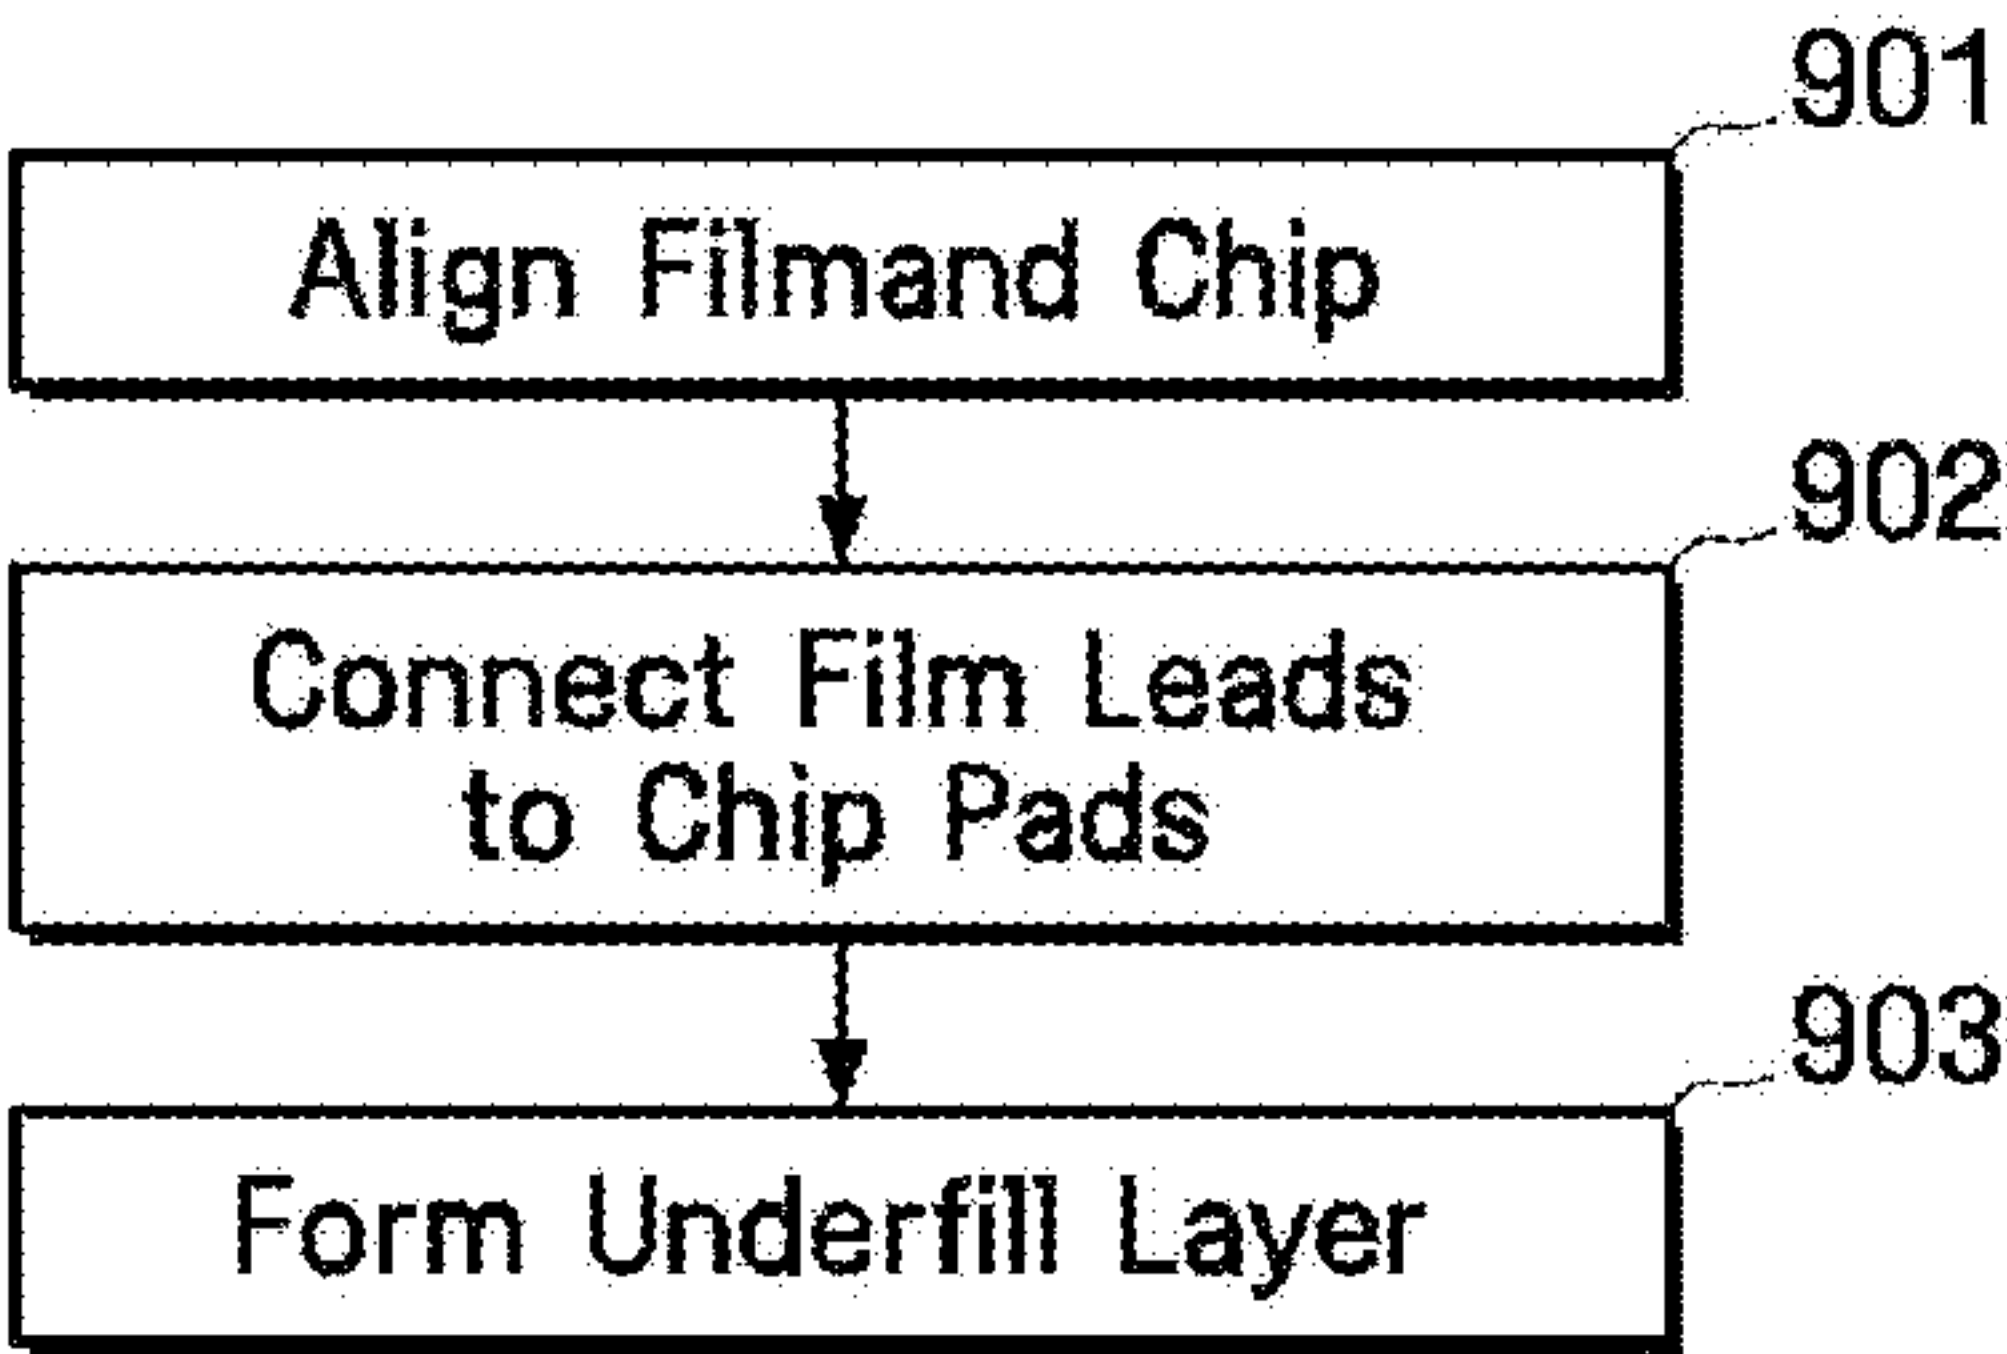 901
Align Filmand Chip
902
Connect Film Leads
to Chip Pads
903
Form Underfill Layer